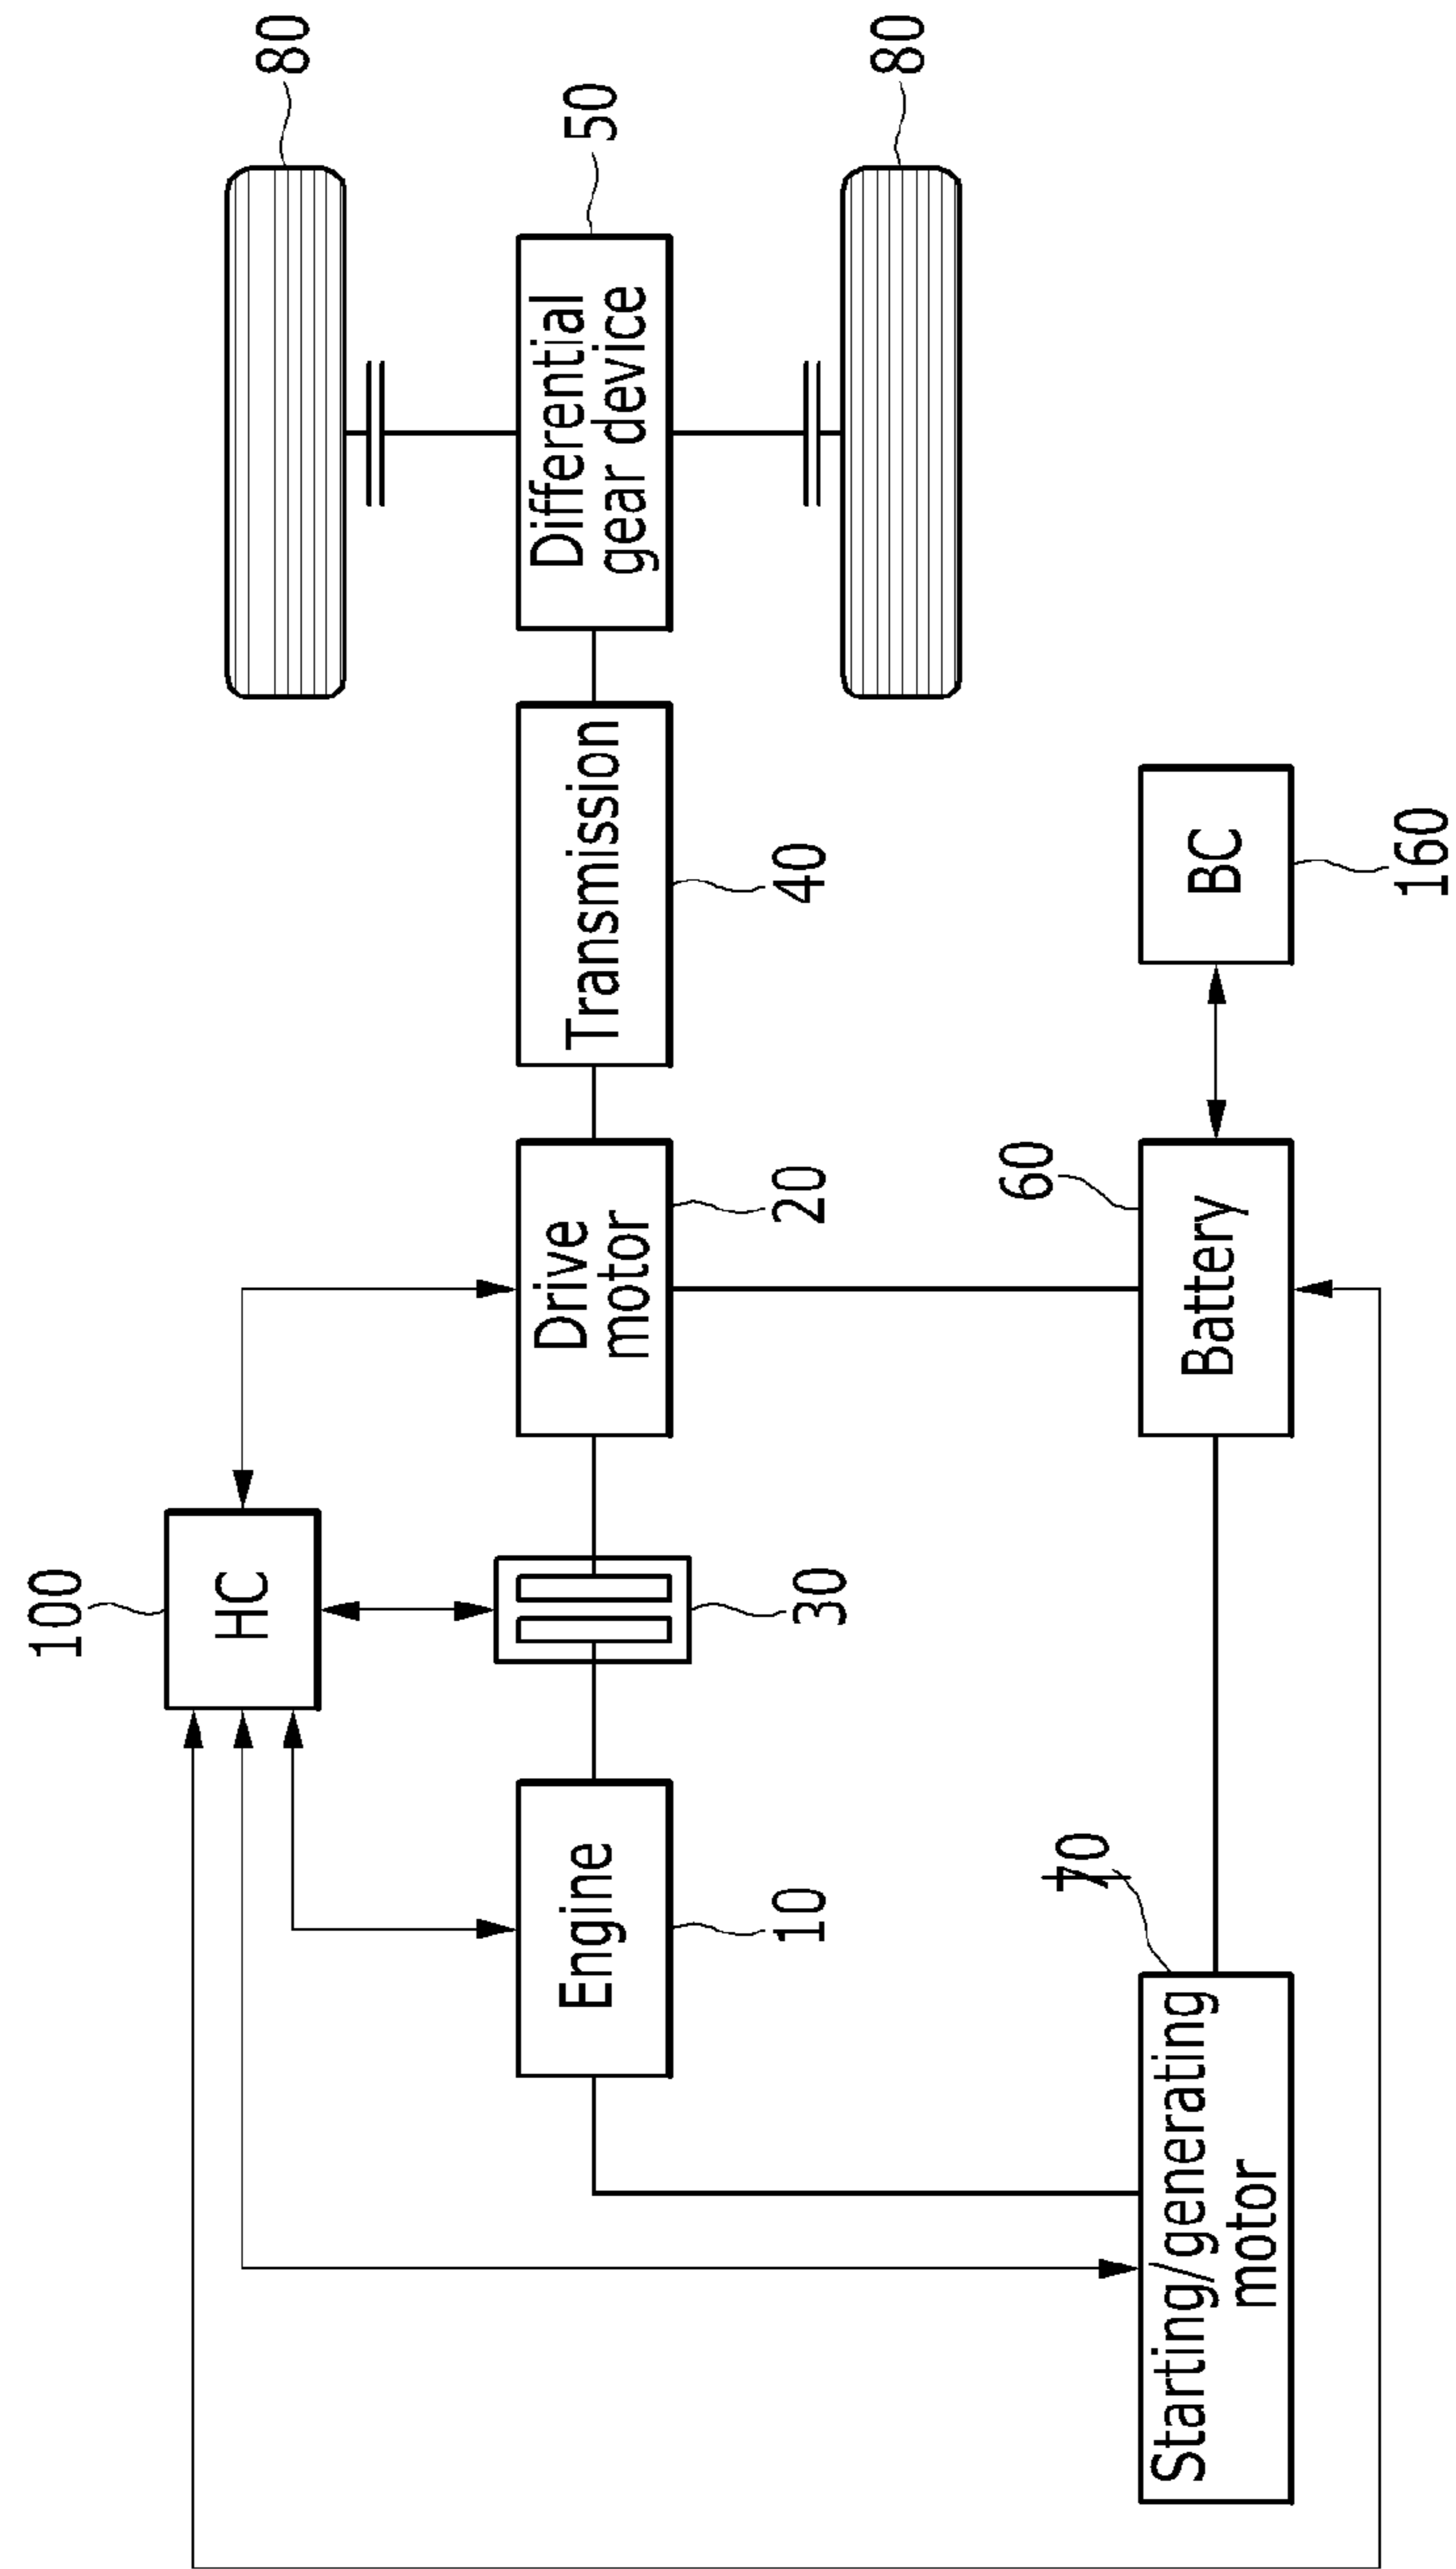 100
HC
80
50
Differential
gear device
80
Engine
10
30
Drive
motor
20
Transmission
40
70
Starting/generating
motor
60
Battery
BC
160